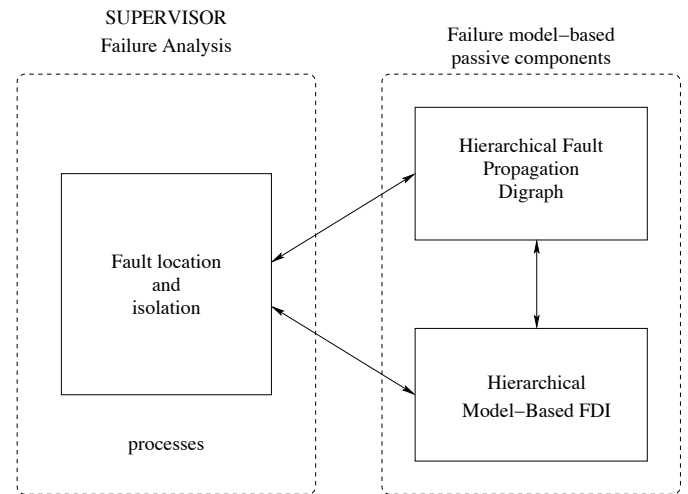 SUPERVISOR
Failure Analysis
Fault location
and
isolation
processes
Failure model−based
passive components
Hierarchical Fault
Propagation
Digraph
Hierarchical
Model−Based FDI